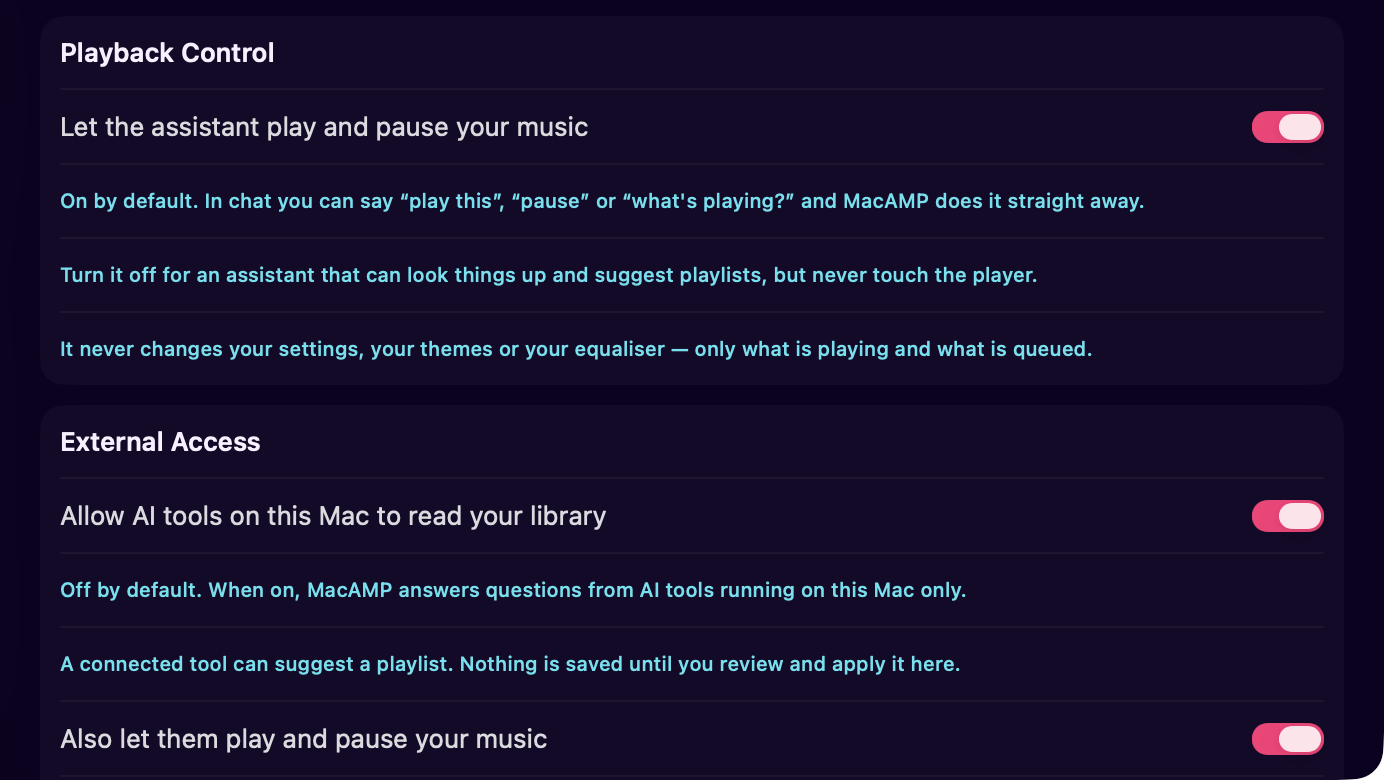 Playback Control
Let the assistant play and pause your music
On by default. In chat you can say “play this”, “pause” or “what's playing?” and MacAMP does it straight away.
Turn it off for an assistant that can look things up and suggest playlists, but never touch the player.
It never changes your settings, your themes or your equaliser — only what is playing and what is queued.
External Access
Allow AI tools on this Mac to read your library
Off by default. When on, MacAMP answers questions from AI tools running on this Mac only.
A connected tool can suggest a playlist. Nothing is saved until you review and apply it here.
Also let them play and pause your music